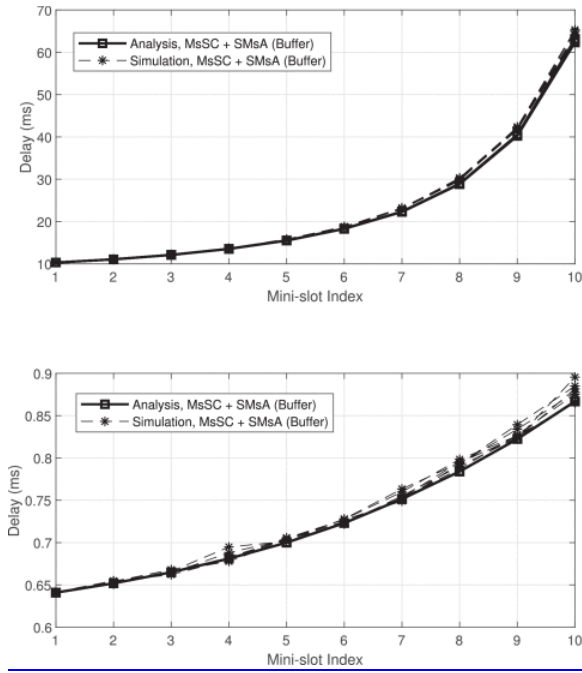 70
60
50
40
30
20
10
Delay (ms)
Analysis, MsSC + SMsA (Buffer)
Simulation, MsSC + SMsA (Buffer)
1 2 3 4 5 6 7 8 9 10
Mini-slot Index
0.9
0.85
0.8
0.75
0.7
0.65
0.6
Delay (ms)
Analysis, MsSC + SMsA (Buffer)
Simulation, MsSC + SMsA (Buffer)
1 2 3 4 5 6 7 8 9 10
Mini-slot Index